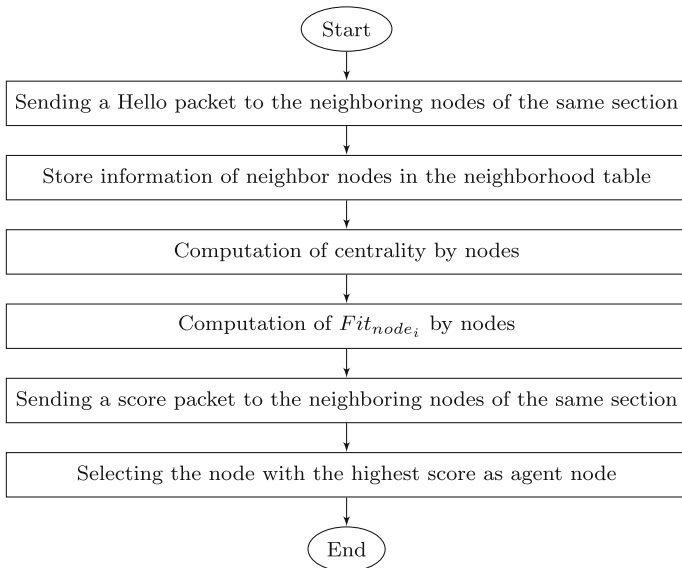 Start
Sending a Hello packet to the neighboring nodes of the same section
Store information of neighbor nodes in the neighborhood table
Computation of centrality by nodes
Computation of $Fit_{node_i}$ by nodes
Sending a score packet to the neighboring nodes of the same section
Selecting the node with the highest score as agent node
End